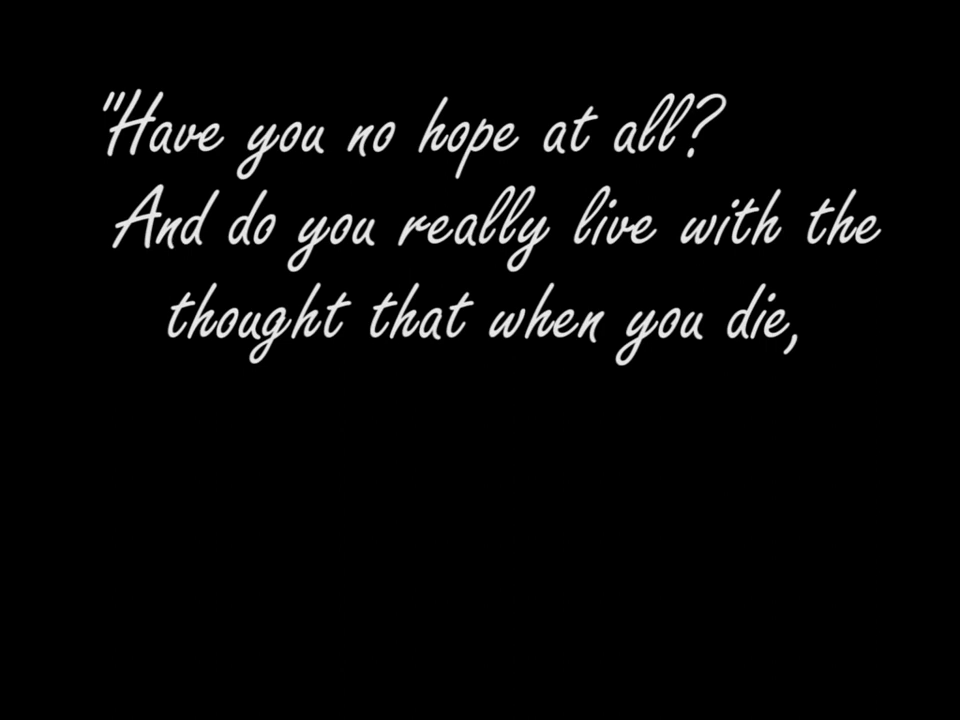 "Have you no hope at all?
And do you really live with the
thought that when you die,